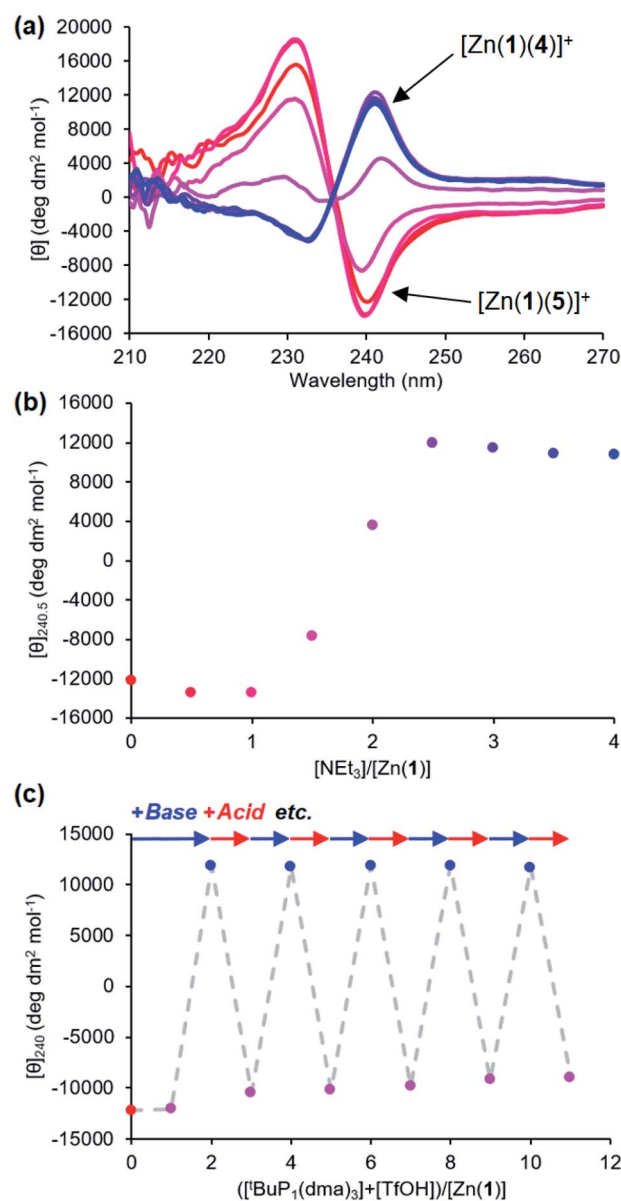 (a)
20000
16000
12000
8000
4000
0
-4000
-8000
-12000
-16000
[θ] (deg dm² mol⁻¹)
[Zn(1)(4)]⁺
[Zn(1)(5)]⁺
210 220 230 240 250 260 270
Wavelength (nm)
(b)
16000
12000
8000
4000
0
-4000
-8000
-12000
-16000
[θ]₂₄₀.₅ (deg dm² mol⁻¹)
0 1 2 3 4
[NEt₃]/[Zn(1)]
(c)
+Base +Acid etc.
15000
10000
5000
0
-5000
-10000
-15000
[θ]₂₄₀ (deg dm² mol⁻¹)
0 2 4 6 8 10 12
([ᵗBuP₁(dma)₃]+[TfOH])/[Zn(1)]